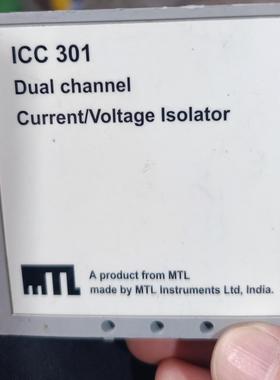 ICC 301
Dual channel
Current/Voltage Isolator
MTL
A product from MTL
made by MTL Instruments Ltd, India.